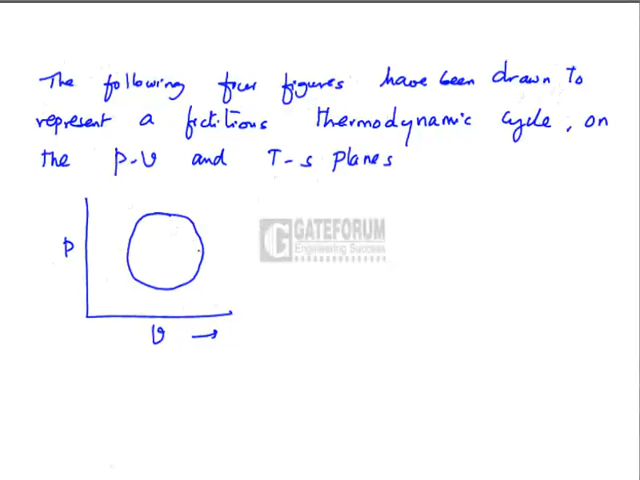 The following four figures have been drawn to
represent a fictitious thermodynamic cycle, on
the p-v and T-s planes
GATEFORUM
Engineering Success
p
v